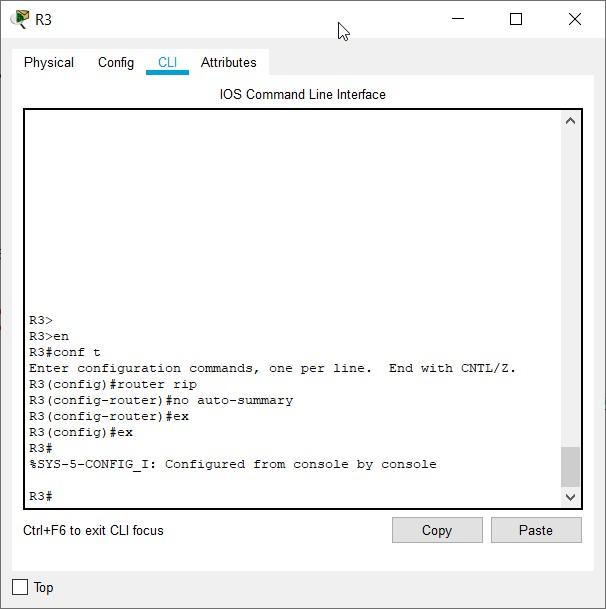 R3
Physical Config CLI Attributes
IOS Command Line Interface
R3>
R3>en
R3#conf t
Enter configuration commands, one per line.  End with CNTL/Z.
R3(config)#router rip
R3(config-router)#no auto-summary
R3(config-router)#ex
R3(config)#ex
R3#
%SYS-5-CONFIG_I: Configured from console by console
R3#
Ctrl+F6 to exit CLI focus Copy Paste
Top